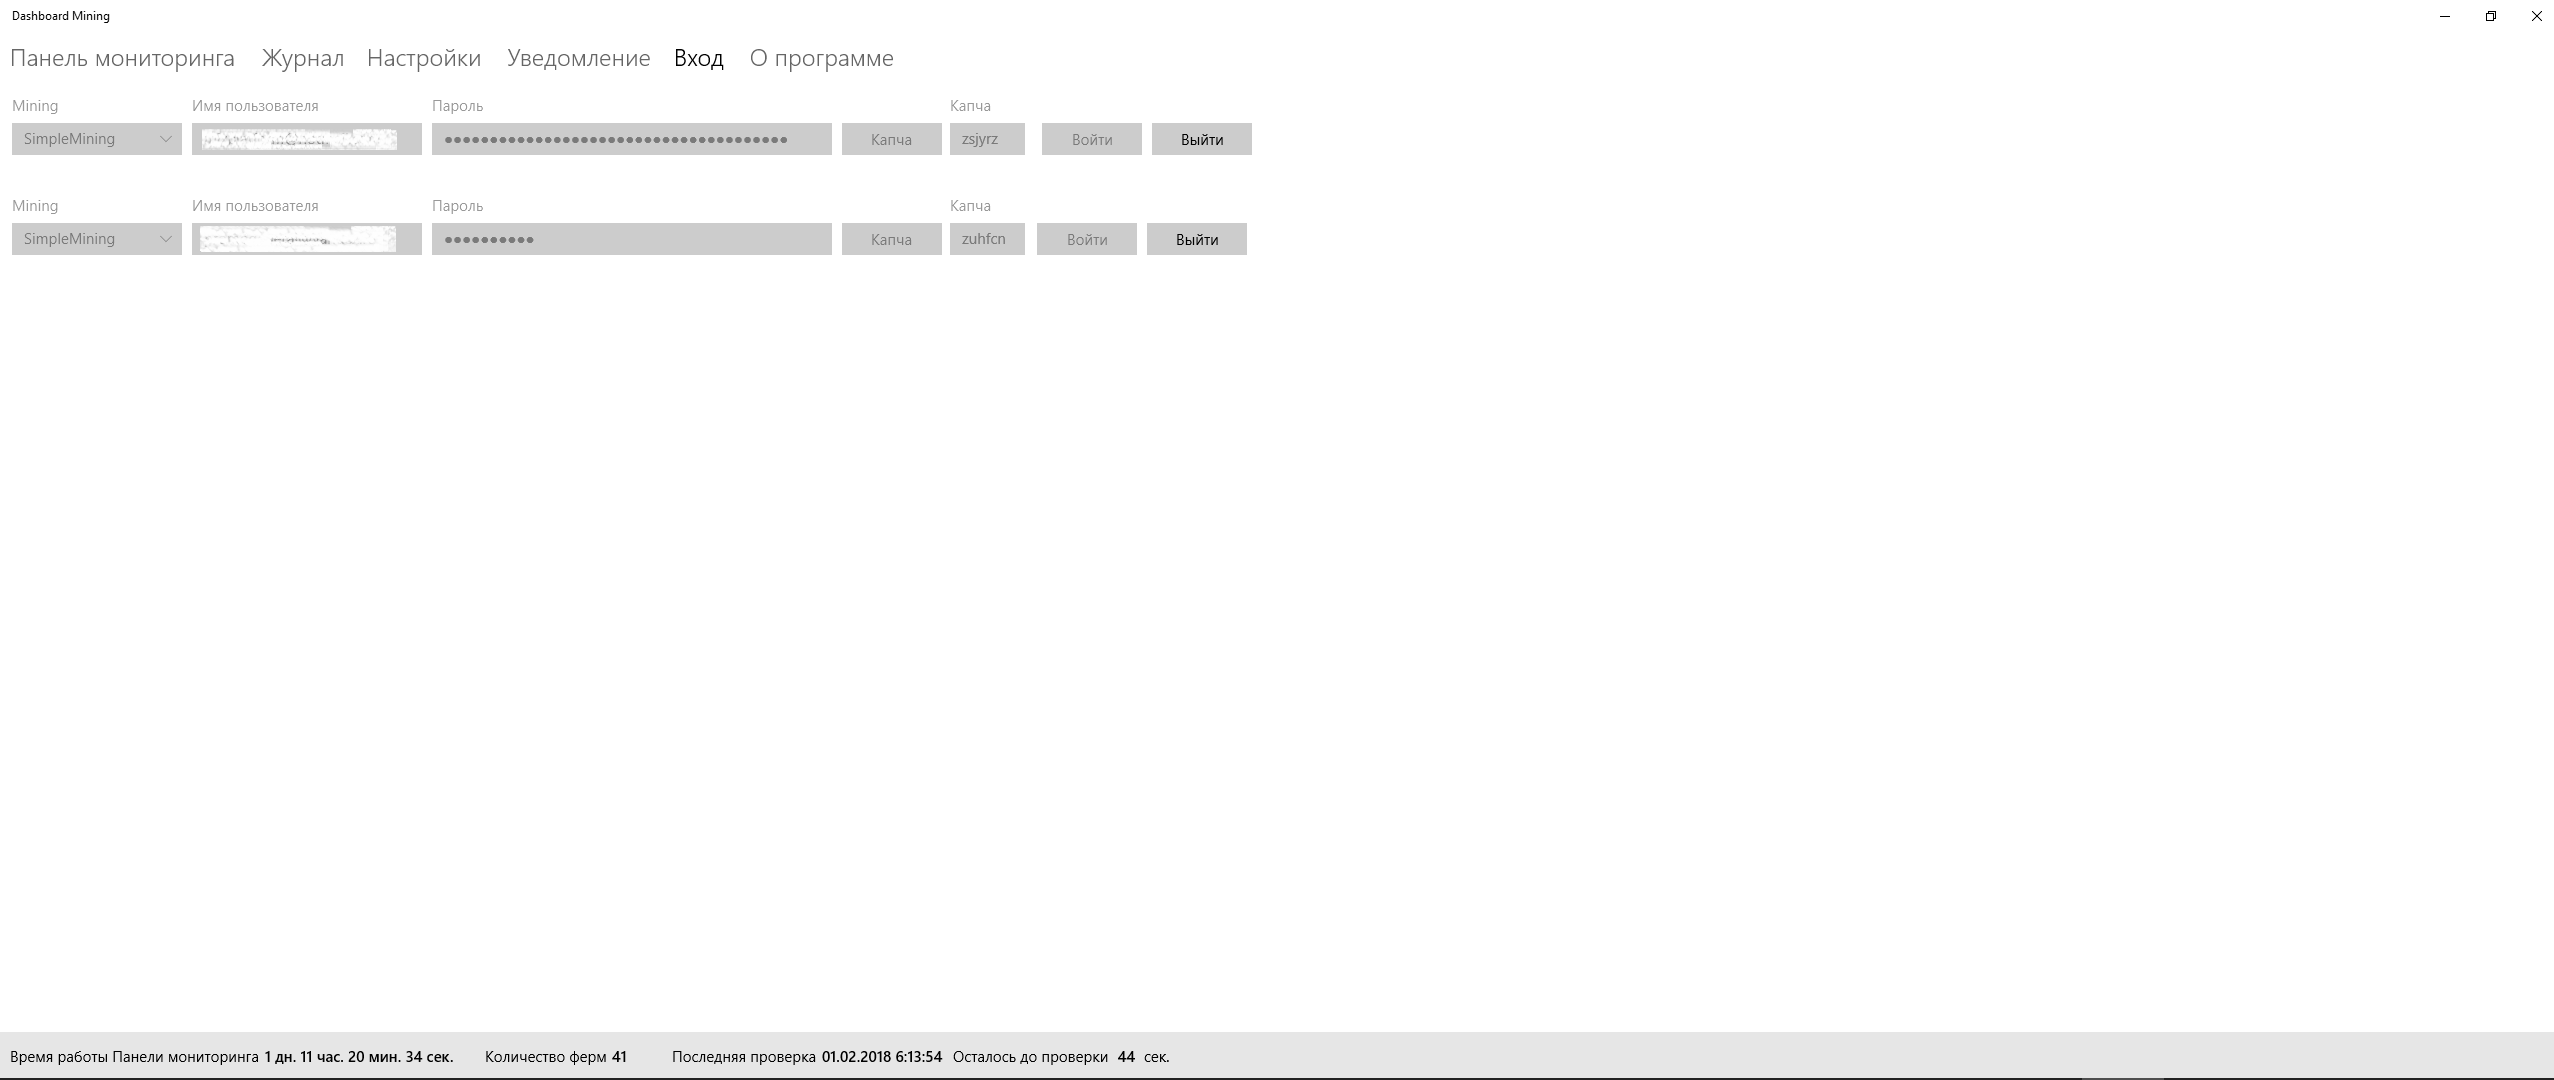 Dashboard Mining
Панель мониторинга Журнал Настройки Уведомление Вход О программе
Mining Имя пользователя Пароль Капча
SimpleMining ●●●●●●●●●●●●●●●●●●●●●●●●●●●●●●●●●●●●●● Капча zsjyrz Войти Выйти
Mining Имя пользователя Пароль Капча
SimpleMining ●●●●●●●●●● Капча zuhfcn Войти Выйти
Время работы Панели мониторинга 1 дн. 11 час. 20 мин. 34 сек. Количество ферм 41 Последняя проверка 01.02.2018 6:13:54 Осталось до проверки 44 сек.